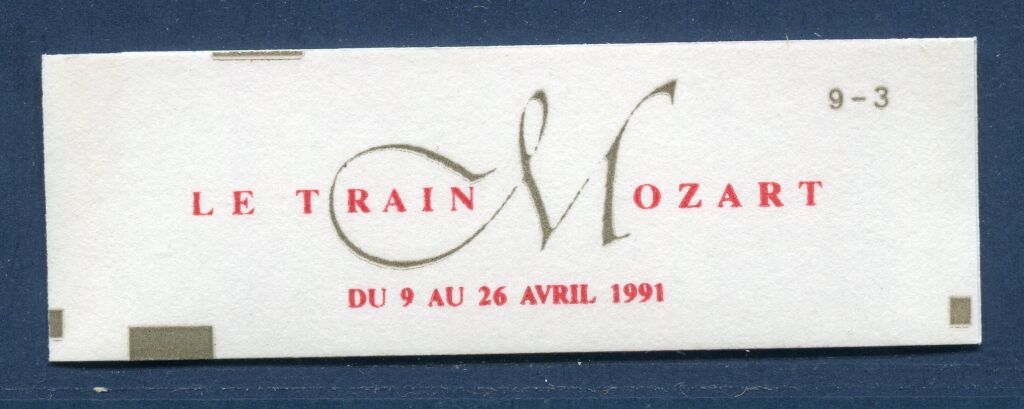 9-3
LE TRAIN MOZART
DU 9 AU 26 AVRIL 1991